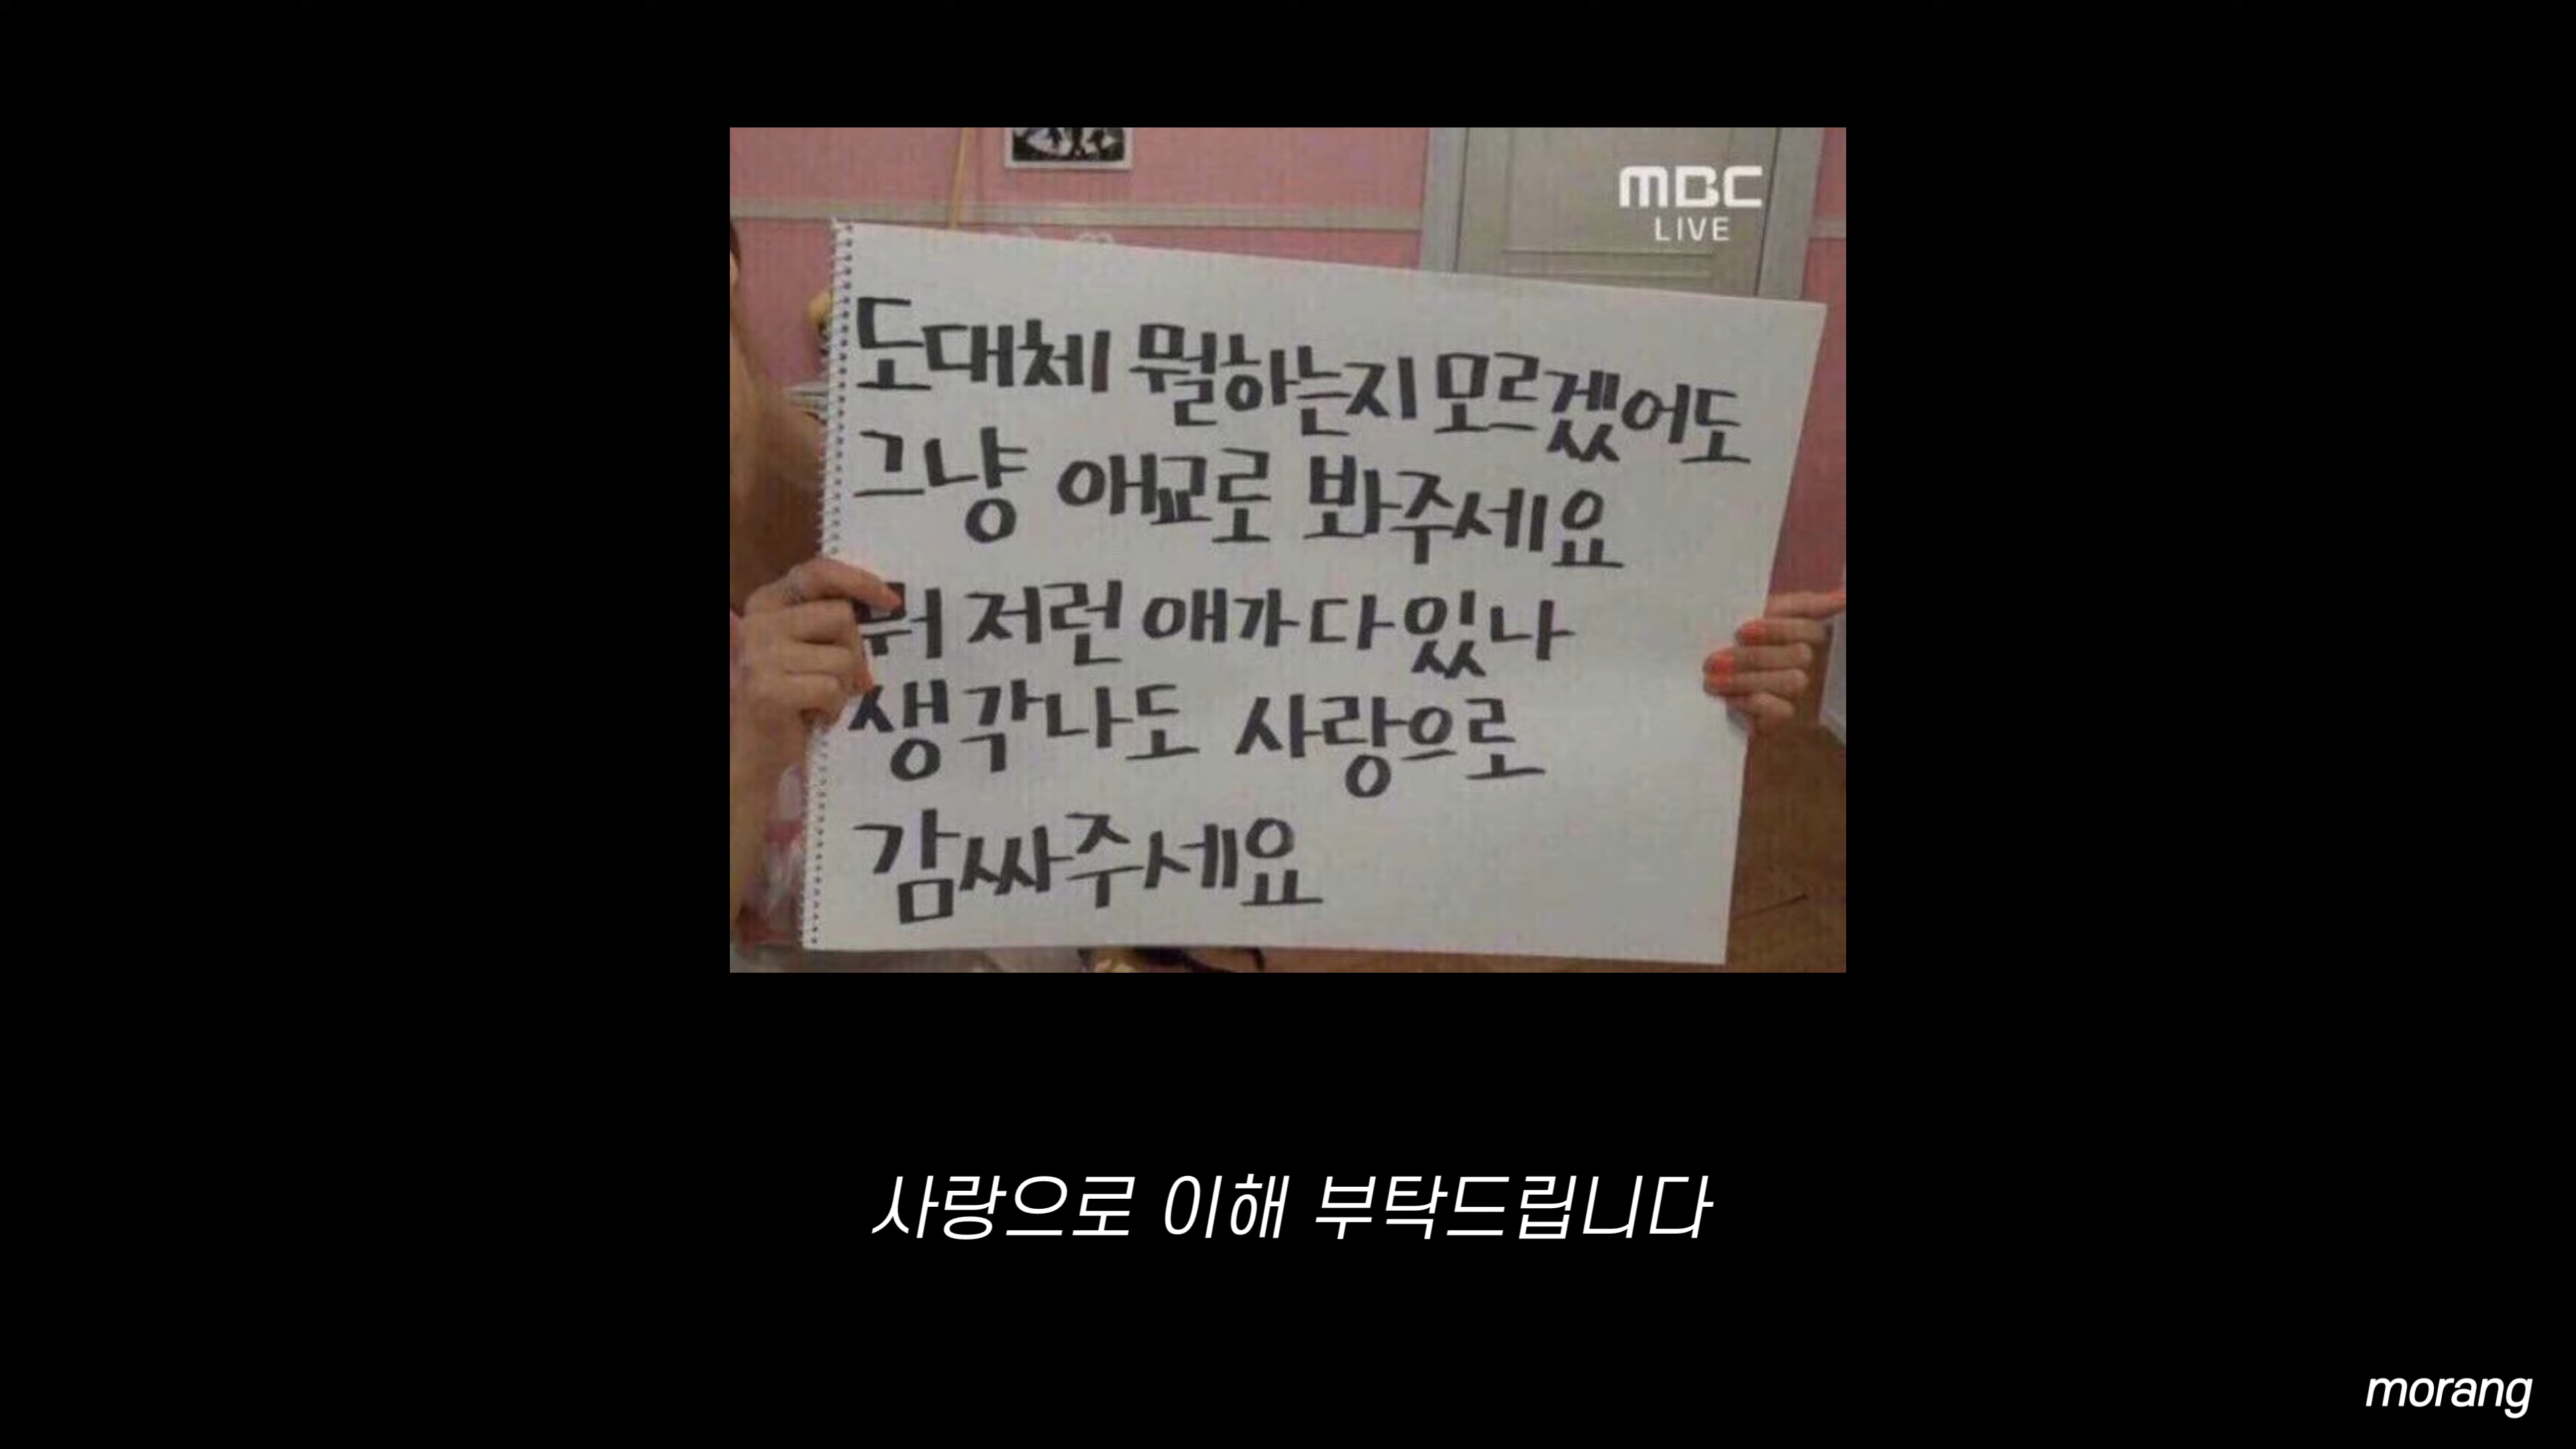 MBC
LIVE
도대체 뭘하는지 모르겠어도
그냥 애교로 봐주세요
뭐 저런 애가 다 있나
생각나도 사랑으로
감싸주세요
사랑으로 이해 부탁드립니다
morang